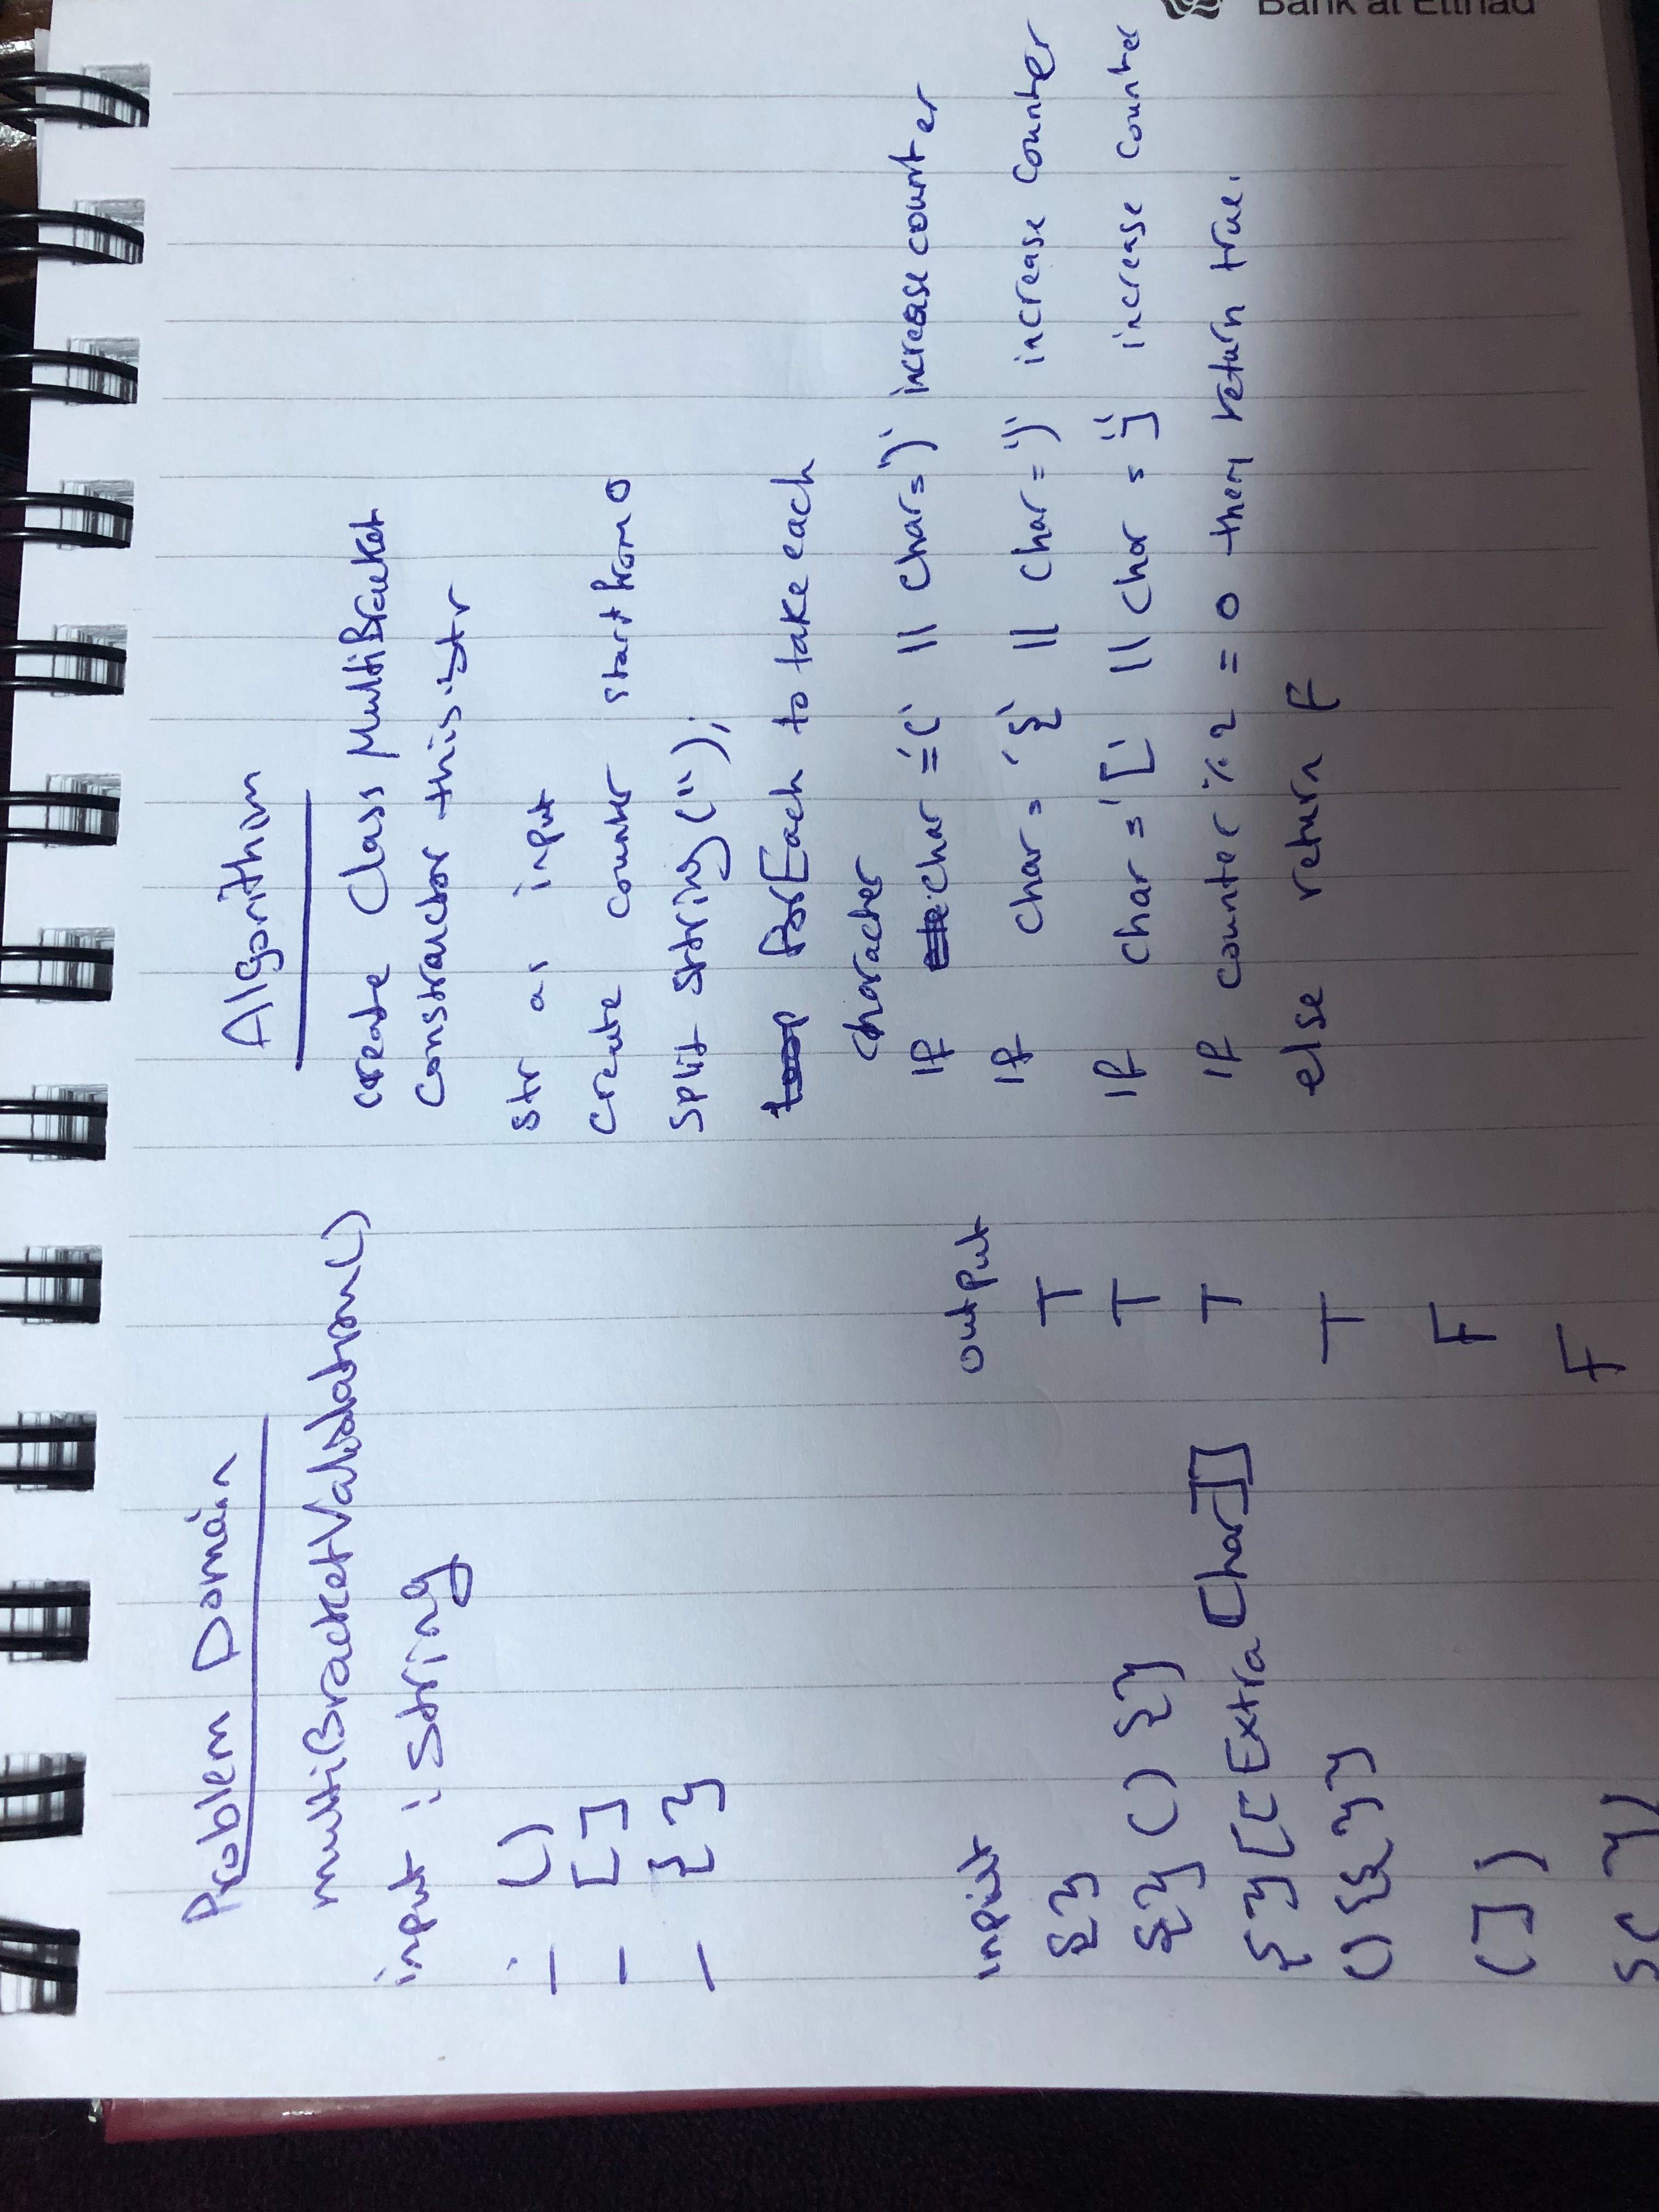 Bank al Etihad
Problem Domain
multiBracketValidation()
input : String
- ()
- []
- {}
input output
{} T
{}(){} T
{}[[Extra[Char]] T
(){{}} T
(]) F
F
Algorithm
create Class MultiBracket
constructor this.str
str as input
create counter start from 0
split string('');
forEach to take each
character
if char ='(' || char=')' increase counter
if char = '{' || char =')' increase counter
if char ='[' || char = ']' increase counter
if counter % 2 = 0 then return true.
else return F